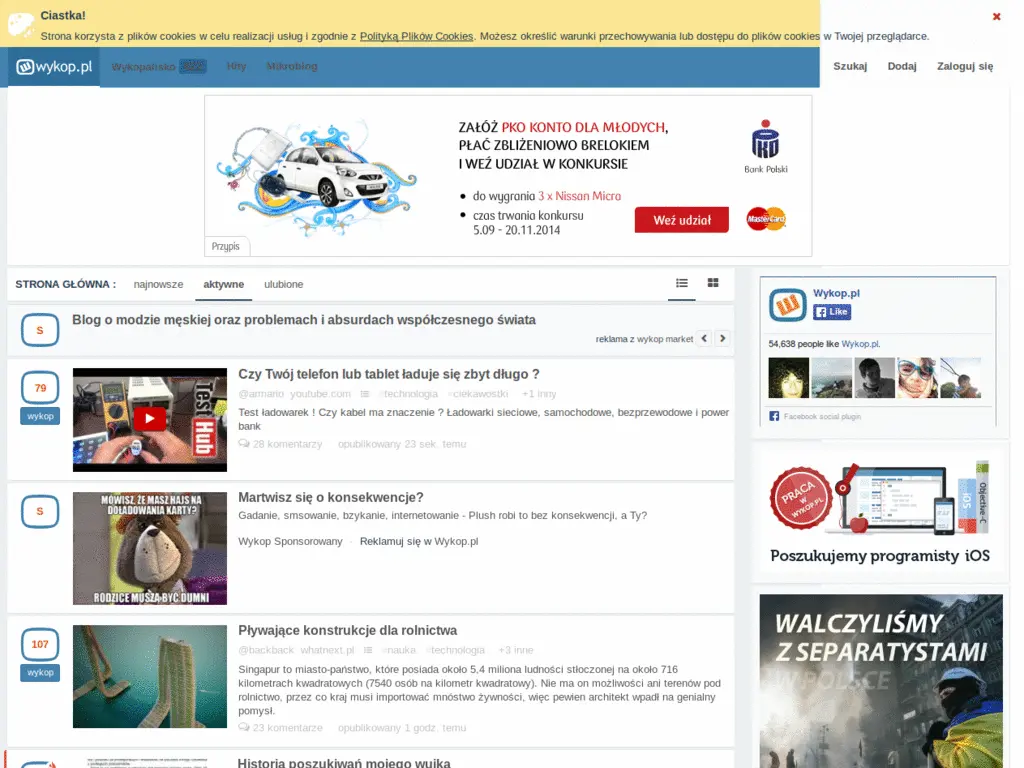 Ciastka!
Strona korzysta z plików cookies w celu realizacji usług i zgodnie z Polityką Plików Cookies. Możesz określić warunki przechowywania lub dostępu do plików cookies w Twojej przeglądarce.
wykop.pl Wykopalisko Hity Mikroblog Szukaj Dodaj Zaloguj się
ZAŁÓŻ PKO KONTO DLA MŁODYCH,
PŁAĆ ZBLIŻENIOWO BRELOKIEM
I WEŹ UDZIAŁ W KONKURSIE
do wygrania 3 x Nissan Micra
czas trwania konkursu
5.09 - 20.11.2014
Weź udział
Bank Polski
MasterCard
Przypis
STRONA GŁÓWNA : najnowsze aktywne ulubione
S
Blog o modzie męskiej oraz problemach i absurdach współczesnego świata
reklama z wykop market
79
wykop
Test Hub
Czy Twój telefon lub tablet ładuje się zbyt długo ?
@armario youtube.com #technologia #ciekawostki +1 inny
Test ładowarek ! Czy kabel ma znaczenie ? Ładowarki sieciowe, samochodowe, bezprzewodowe i power
bank
28 komentarzy opublikowany 23 sek. temu
S
MÓWISZ, ŻE MASZ HAJS NA
DOŁADOWANIA KARTY?
RODZICE MUSZĄ BYĆ DUMNI
Martwisz się o konsekwencje?
Gadanie, smsowanie, bzykanie, internetowanie - Plush robi to bez konsekwencji, a Ty?
Wykop Sponsorowany · Reklamuj się w Wykop.pl
107
wykop
Pływające konstrukcje dla rolnictwa
@backback whatnext.pl #nauka #technologia +3 inne
Singapur to miasto-państwo, które posiada około 5,4 miliona ludności stłoczonej na około 716
kilometrach kwadratowych (7540 osób na kilometr kwadratowy). Nie ma on możliwości ani terenów pod
rolnictwo, przez co kraj musi importować mnóstwo żywności, więc pewien architekt wpadł na genialny
pomysł.
23 komentarze opublikowany 1 godz. temu
Historia poszukiwań mojego wujka
Wykop.pl
Like
54,638 people like Wykop.pl.
Facebook social plugin
PRACA
W
WYKOP.PL
iOS
Objective-C
Poszukujemy programisty iOS
WALCZYLIŚMY
Z SEPARATYSTAMI
W POLSCE